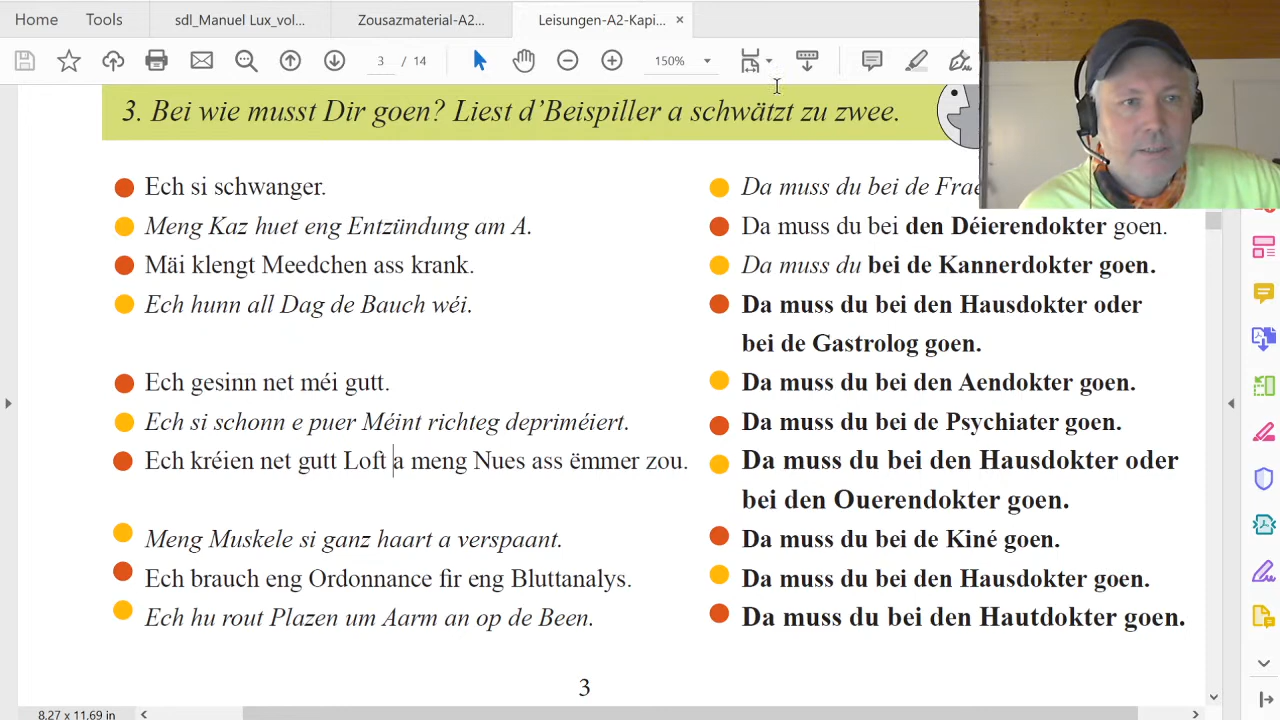 Home Tools sdl_Manuel Lux_vol... Zousazmaterial-A2... Leisungen-A2-Kapi... ×
3 / 14 150%
3. Bei wie musst Dir goen? Liest d'Beispiller a schwätzt zu zwee.
Ech si schwanger.
Da muss du bei de
Meng Kaz huet eng Entzündung am A.
Da muss du bei den Déierendokter goen.
Mäi klengt Meedchen ass krank.
Da muss du bei de Kannerdokter goen.
Ech hunn all Dag de Bauch wéi.
Da muss du bei den Hausdokter oder
bei de Gastrolog goen.
Ech gesinn net méi gutt.
Da muss du bei den Aendokter goen.
Ech si schonn e puer Méint richteg depriméiert.
Da muss du bei de Psychiater goen.
Ech kréien net gutt Loft a meng Nues ass ëmmer zou.
Da muss du bei den Hausdokter oder
bei den Ouerendokter goen.
Meng Muskele si ganz haart a verspaant.
Da muss du bei de Kiné goen.
Ech brauch eng Ordonnance fir eng Bluttanalys.
Da muss du bei den Hausdokter goen.
Ech hu rout Plazen um Aarm an op de Been.
Da muss du bei den Hautdokter goen.
3
8.27 x 11.69 in